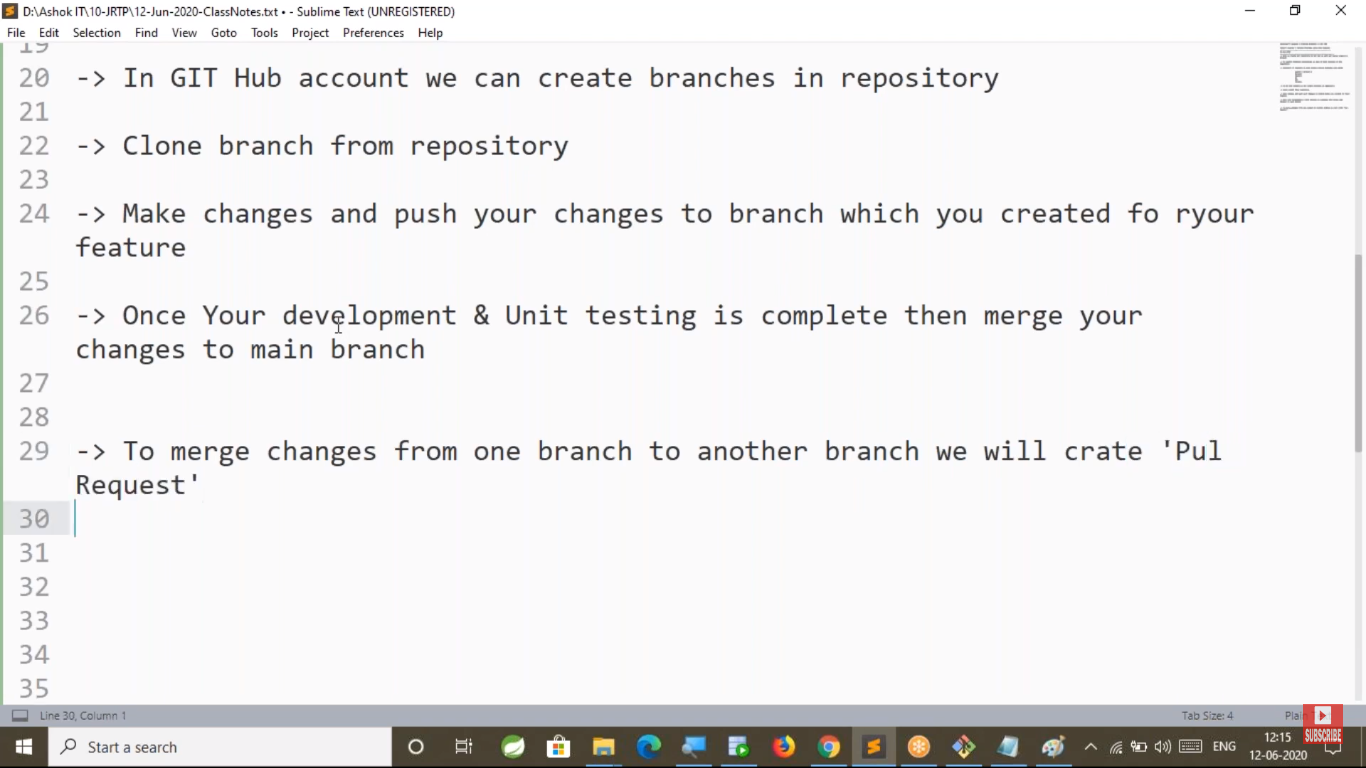 D:\Ashok IT\10-JRTP\12-Jun-2020-ClassNotes.txt • - Sublime Text (UNREGISTERED)
File Edit Selection Find View Goto Tools Project Preferences Help
19
20 -> In GIT Hub account we can create branches in repository
21
22 -> Clone branch from repository
23
24 -> Make changes and push your changes to branch which you created fo ryour
feature
25
26 -> Once Your development & Unit testing is complete then merge your
changes to main branch
27
28
29 -> To merge changes from one branch to another branch we will crate 'Pul
Request'
30
31
32
33
34
35
Line 30, Column 1 Tab Size: 4 Plain
SUBSCRIBE
Start a search ENG 12:15
12-06-2020